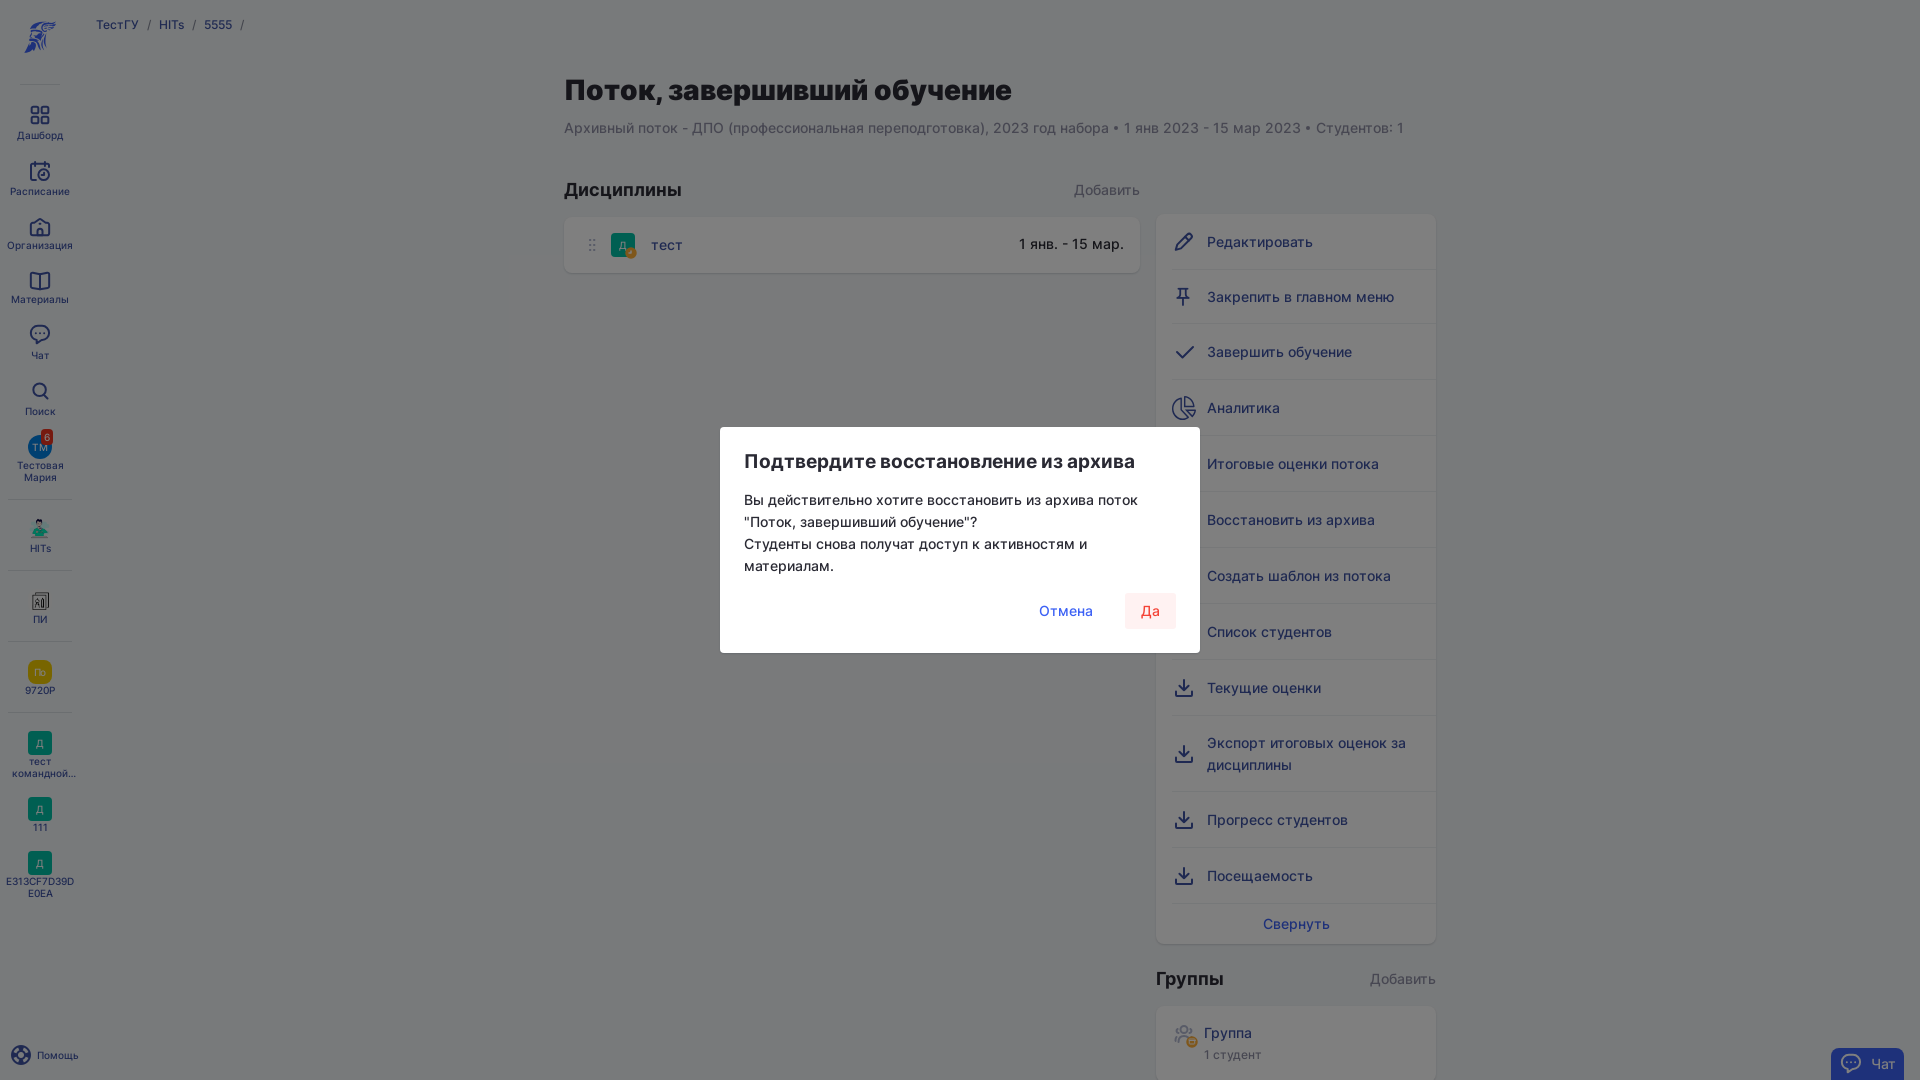 ТестГУ / HITs / 5555 /
Дашборд
Расписание
Организация
Материалы
Чат
Поиск
ТМ 6
Тестовая
Мария
HITs
ПИ
Пb
9720P
Д
тест
командной...
Д
111
Д
E313CF7D39D
E0EA
Помощь
Поток, завершивший обучение
Архивный поток - ДПО (профессиональная переподготовка), 2023 год набора • 1 янв 2023 - 15 мар 2023 • Студентов: 1
Дисциплины Добавить
Д тест 1 янв. - 15 мар.
Подтвердите восстановление из архива
Вы действительно хотите восстановить из архива поток
"Поток, завершивший обучение"?
Студенты снова получат доступ к активностям и
материалам.
Отмена Да
Редактировать
Закрепить в главном меню
Завершить обучение
Аналитика
Итоговые оценки потока
Восстановить из архива
Создать шаблон из потока
Список студентов
Текущие оценки
Экспорт итоговых оценок за
дисциплины
Прогресс студентов
Посещаемость
Свернуть
Группы Добавить
Группа
1 студент
Чат